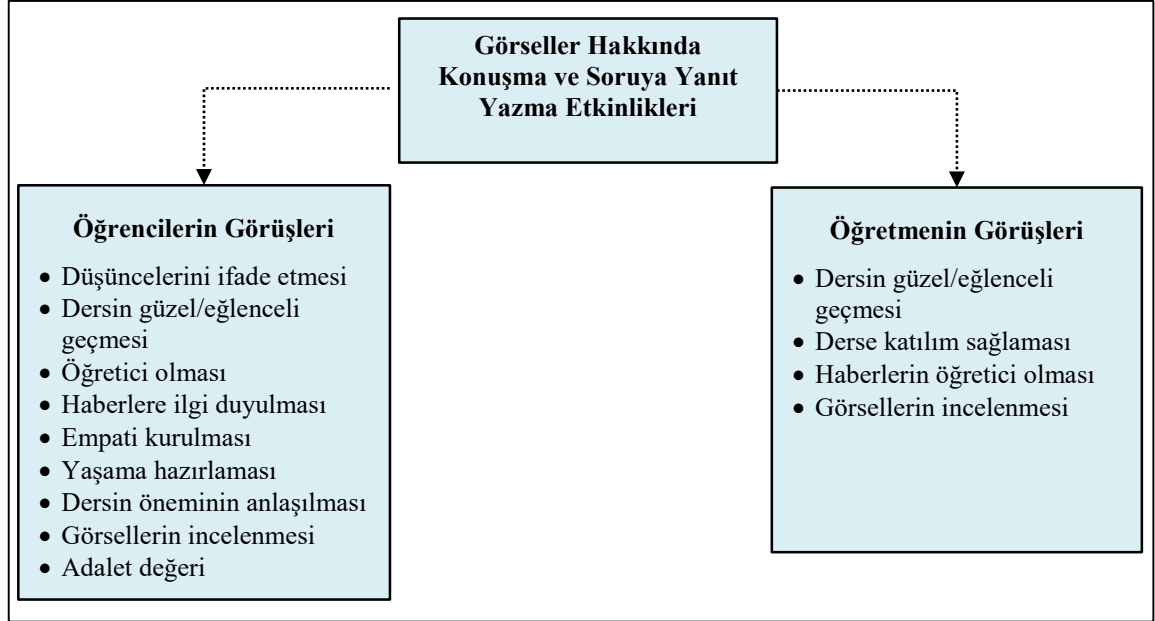 Görseller Hakkında
Konuşma ve Soruya Yanıt
Yazma Etkinlikleri
Öğrencilerin Görüşleri
• Düşüncelerini ifade etmesi
• Dersin güzel/eğlenceli
geçmesi
• Öğretici olması
• Haberlere ilgi duyulması
• Empati kurulması
• Yaşama hazırlaması
• Dersin öneminin anlaşılması
• Görsellerin incelenmesi
• Adalet değeri
Öğretmenin Görüşleri
• Dersin güzel/eğlenceli
geçmesi
• Derse katılım sağlaması
• Haberlerin öğretici olması
• Görsellerin incelenmesi